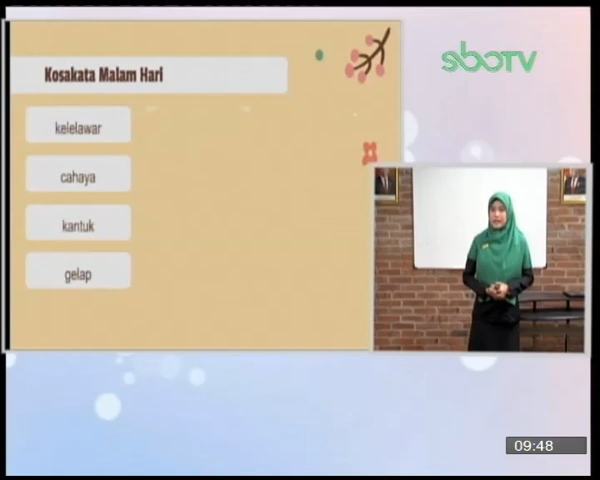 Kosakata Malam Hari
sboTV
kelelawar
cahaya
kantuk
gelap
09:48